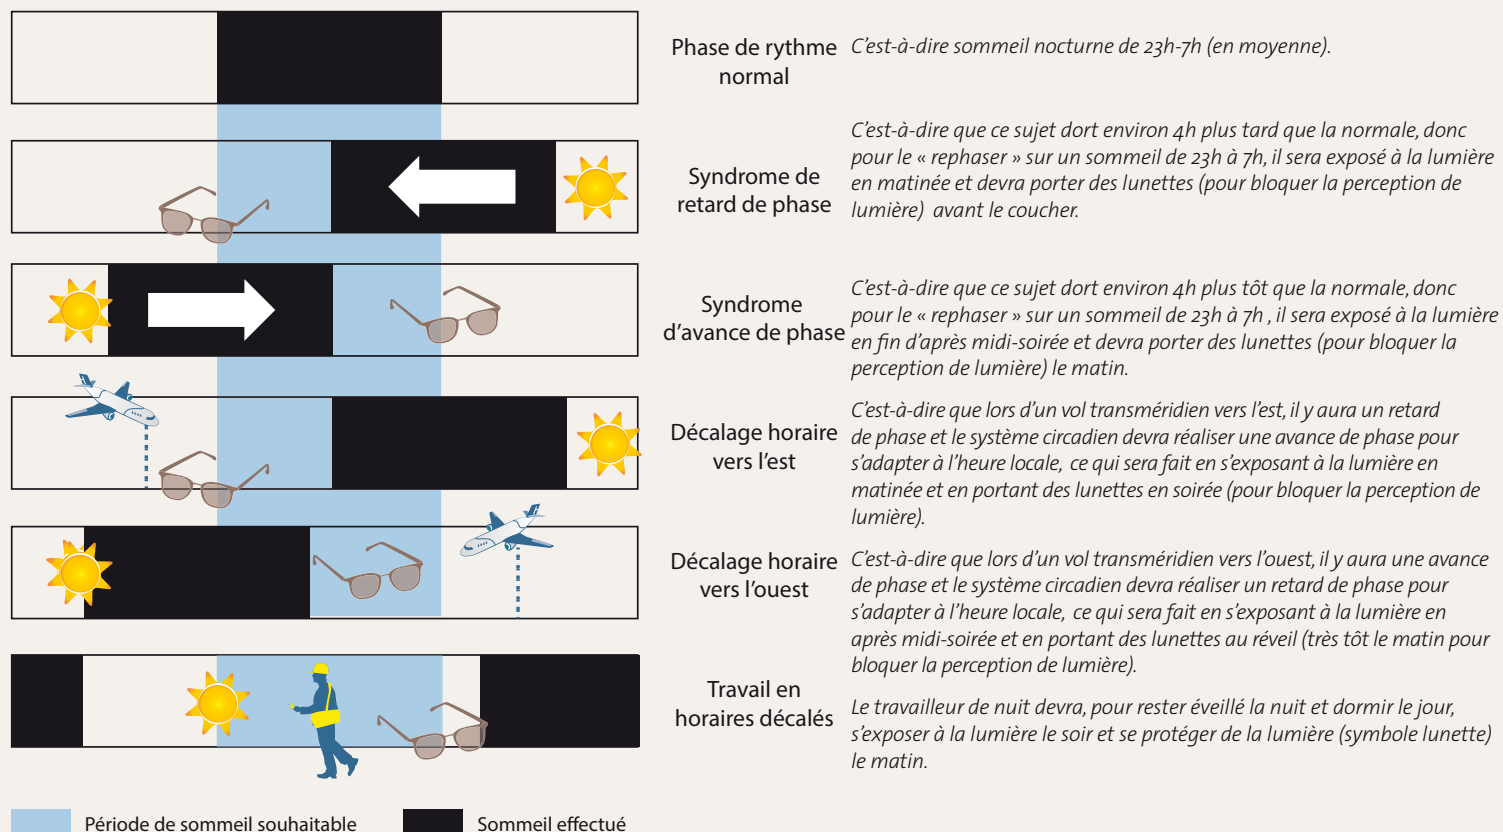 Phase de rythme
normal
C'est-à-dire sommeil nocturne de 23h-7h (en moyenne).
Syndrome de
retard de phase
C'est-à-dire que ce sujet dort environ 4h plus tard que la normale, donc
pour le « rephaser » sur un sommeil de 23h à 7h, il sera exposé à la lumière
en matinée et devra porter des lunettes (pour bloquer la perception de
lumière) avant le coucher.
Syndrome
d'avance de phase
C'est-à-dire que ce sujet dort environ 4h plus tôt que la normale, donc
pour le « rephaser » sur un sommeil de 23h à 7h , il sera exposé à la lumière
en fin d'après midi-soirée et devra porter des lunettes (pour bloquer la
perception de lumière) le matin.
Décalage horaire
vers l'est
C'est-à-dire que lors d'un vol transméridien vers l'est, il y aura un retard
de phase et le système circadien devra réaliser une avance de phase pour
s'adapter à l'heure locale, ce qui sera fait en s'exposant à la lumière en
matinée et en portant des lunettes en soirée (pour bloquer la perception de
lumière).
Décalage horaire
vers l'ouest
C'est-à-dire que lors d'un vol transméridien vers l'ouest, il y aura une avance
de phase et le système circadien devra réaliser un retard de phase pour
s'adapter à l'heure locale, ce qui sera fait en s'exposant à la lumière en
après midi-soirée et en portant des lunettes au réveil (très tôt le matin pour
bloquer la perception de lumière).
Travail en
horaires décalés
Le travailleur de nuit devra, pour rester éveillé la nuit et dormir le jour,
s'exposer à la lumière le soir et se protéger de la lumière (symbole lunette)
le matin.
Période de sommeil souhaitable
Sommeil effectué